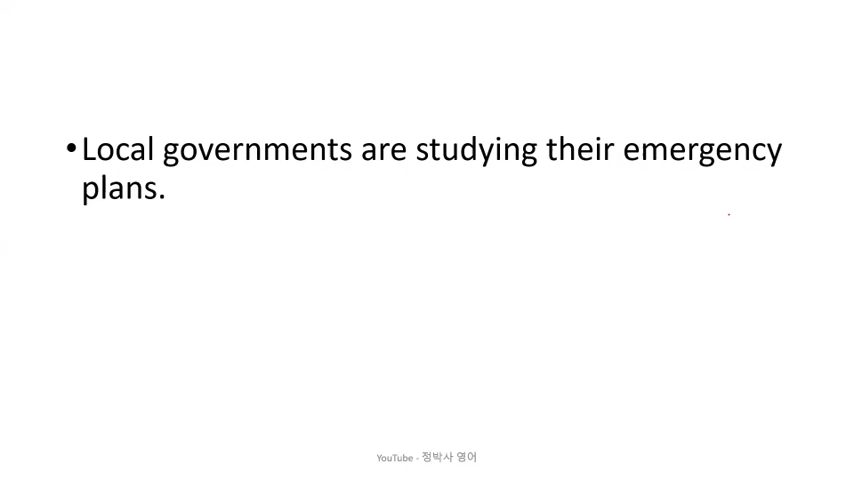 •Local governments are studying their emergency
plans.
YouTube - 정박사 영어